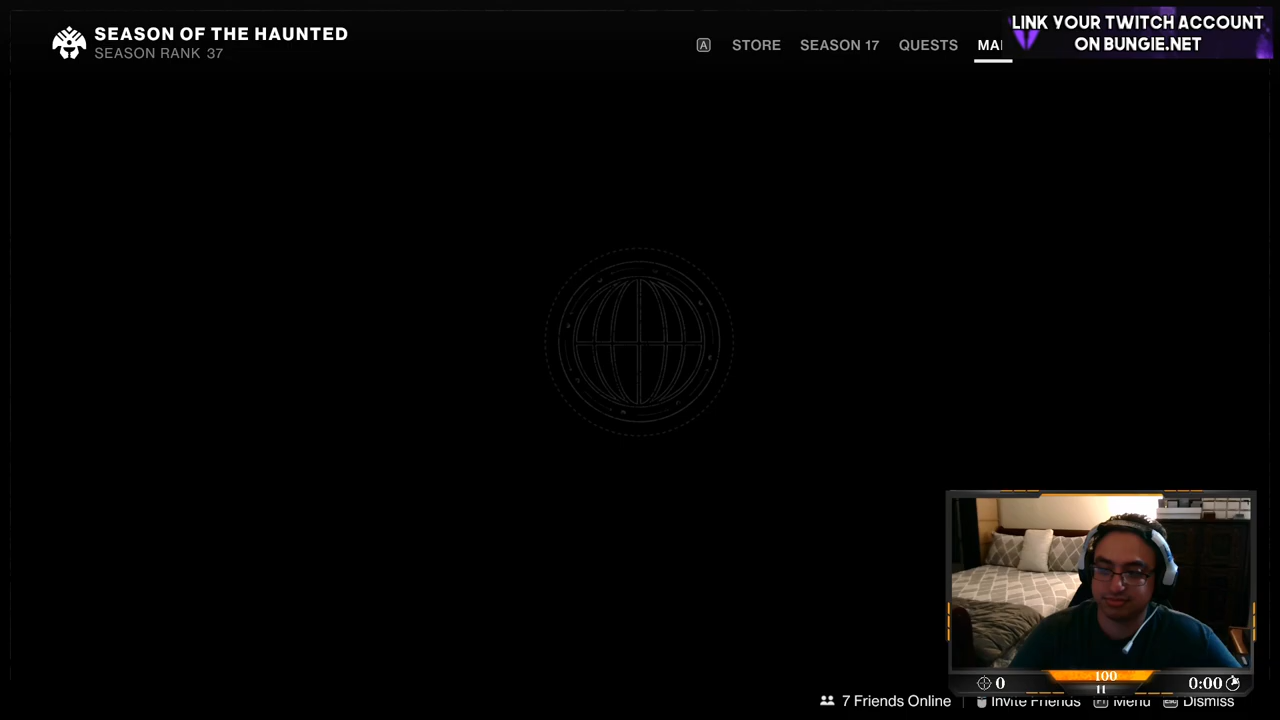 SEASON OF THE HAUNTED
SEASON RANK 37
A STORE SEASON 17 QUESTS
LINK YOUR TWITCH ACCOUNT
ON BUNGIE.NET
0
100
0:00
7 Friends Online Invite Friends Menu Dismiss